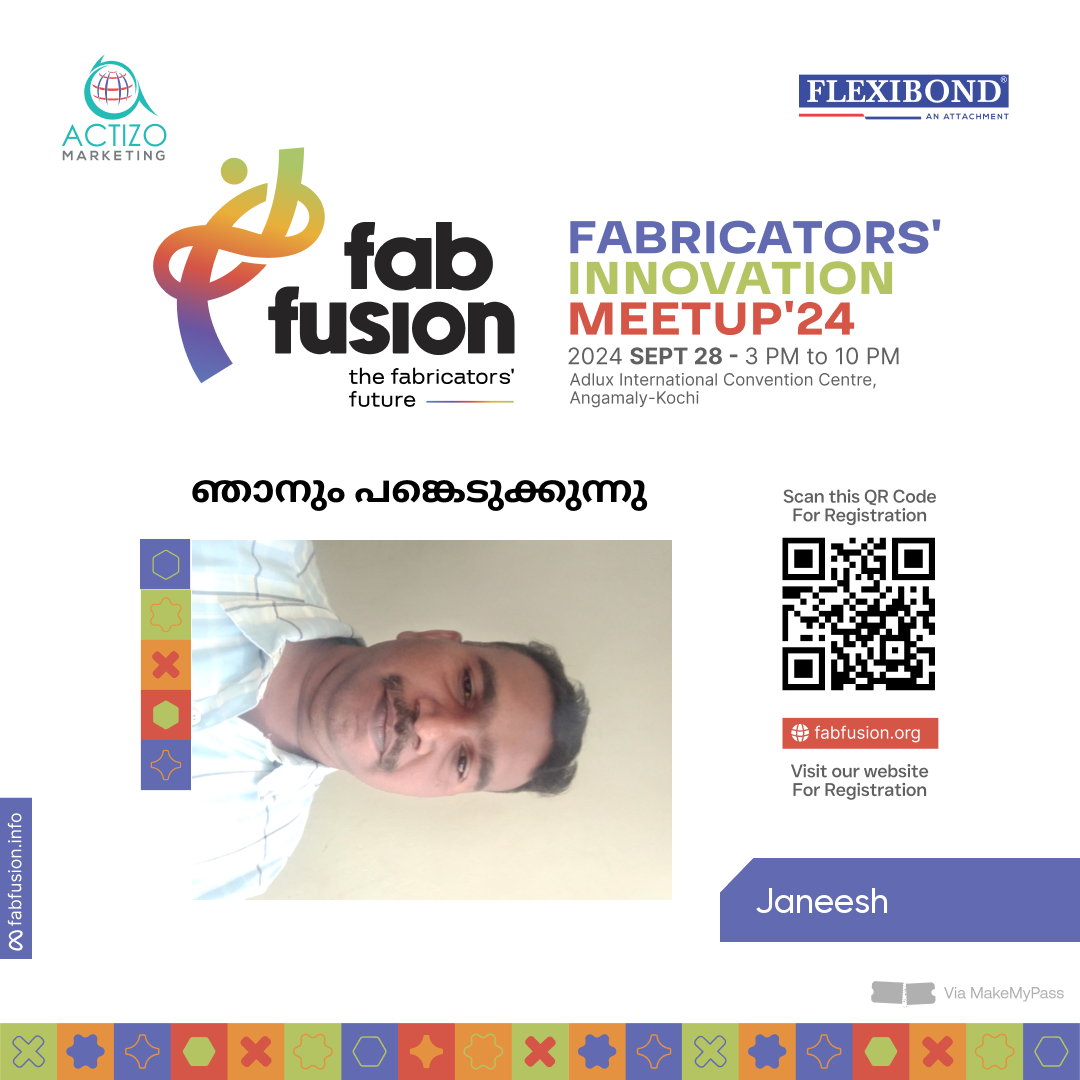 ACTIZO
MARKETING
FLEXIBOND®
AN ATTACHMENT
fab
fusion
the fabricators'
future
FABRICATORS'
INNOVATION
MEETUP'24
2024 SEPT 28 - 3 PM to 10 PM
Adlux International Convention Centre,
Angamaly-Kochi
ഞാനും പങ്കെടുക്കുന്നു
Scan this QR Code
For Registration
fabfusion.org
Visit our website
For Registration
fabfusion.info
Janeesh
Via MakeMyPass